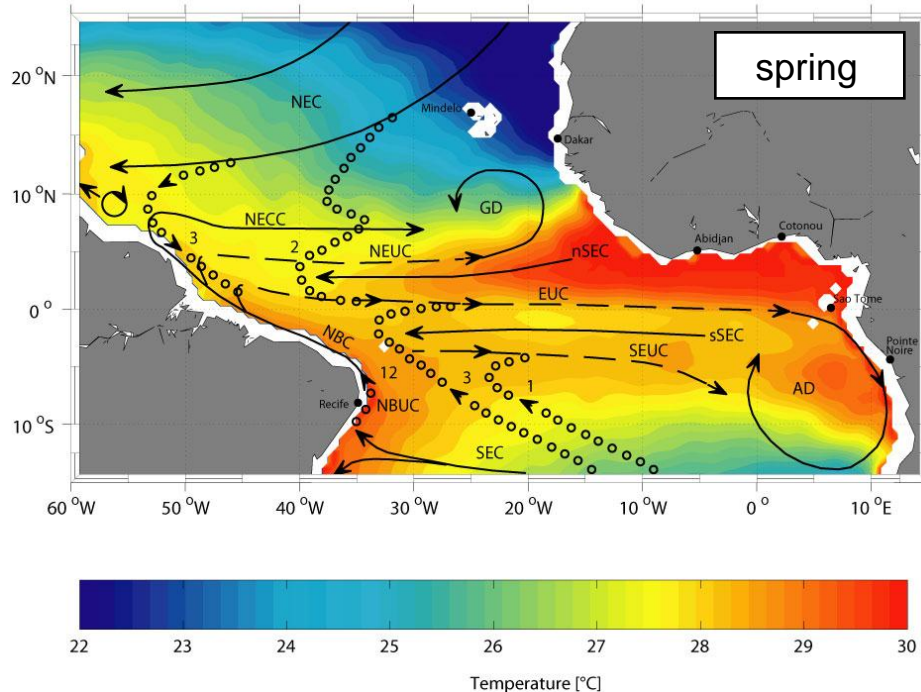 spring
20 °N
10 °N
0 °
10 °S
60 °W
50 °W
40 °W
30 °W
20 °W
10 °W
0 °
10 °E
NEC
Mindelo
Dakar
GD
NECC
3
2
NEUC
Abidjan
Cotonou
nSEC
EUC
Sao Tome
NBC
sSEC
SEUC
Pointe
Noire
12
3
1
AD
Recife
NBUC
SEC
22
23
24
25
26
27
28
29
30
Temperature [°C]